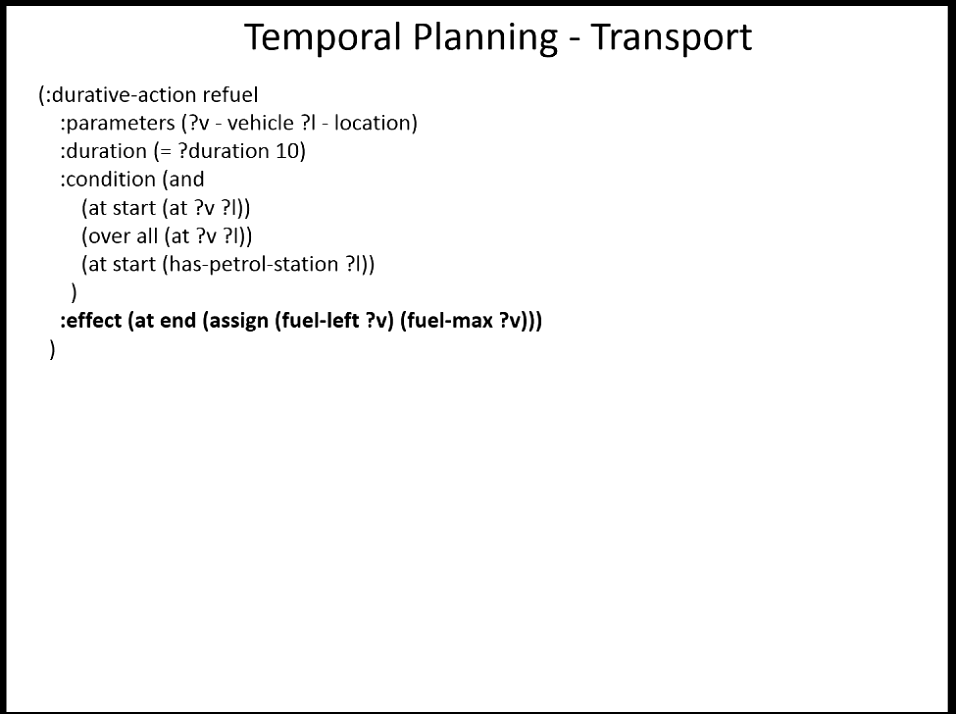 Temporal Planning - Transport
(:durative-action refuel
:parameters (?v - vehicle ?l - location)
:duration (= ?duration 10)
:condition (and
(at start (at ?v ?l))
(over all (at ?v ?l))
(at start (has-petrol-station ?l))
)
:effect (at end (assign (fuel-left ?v) (fuel-max ?v)))
)